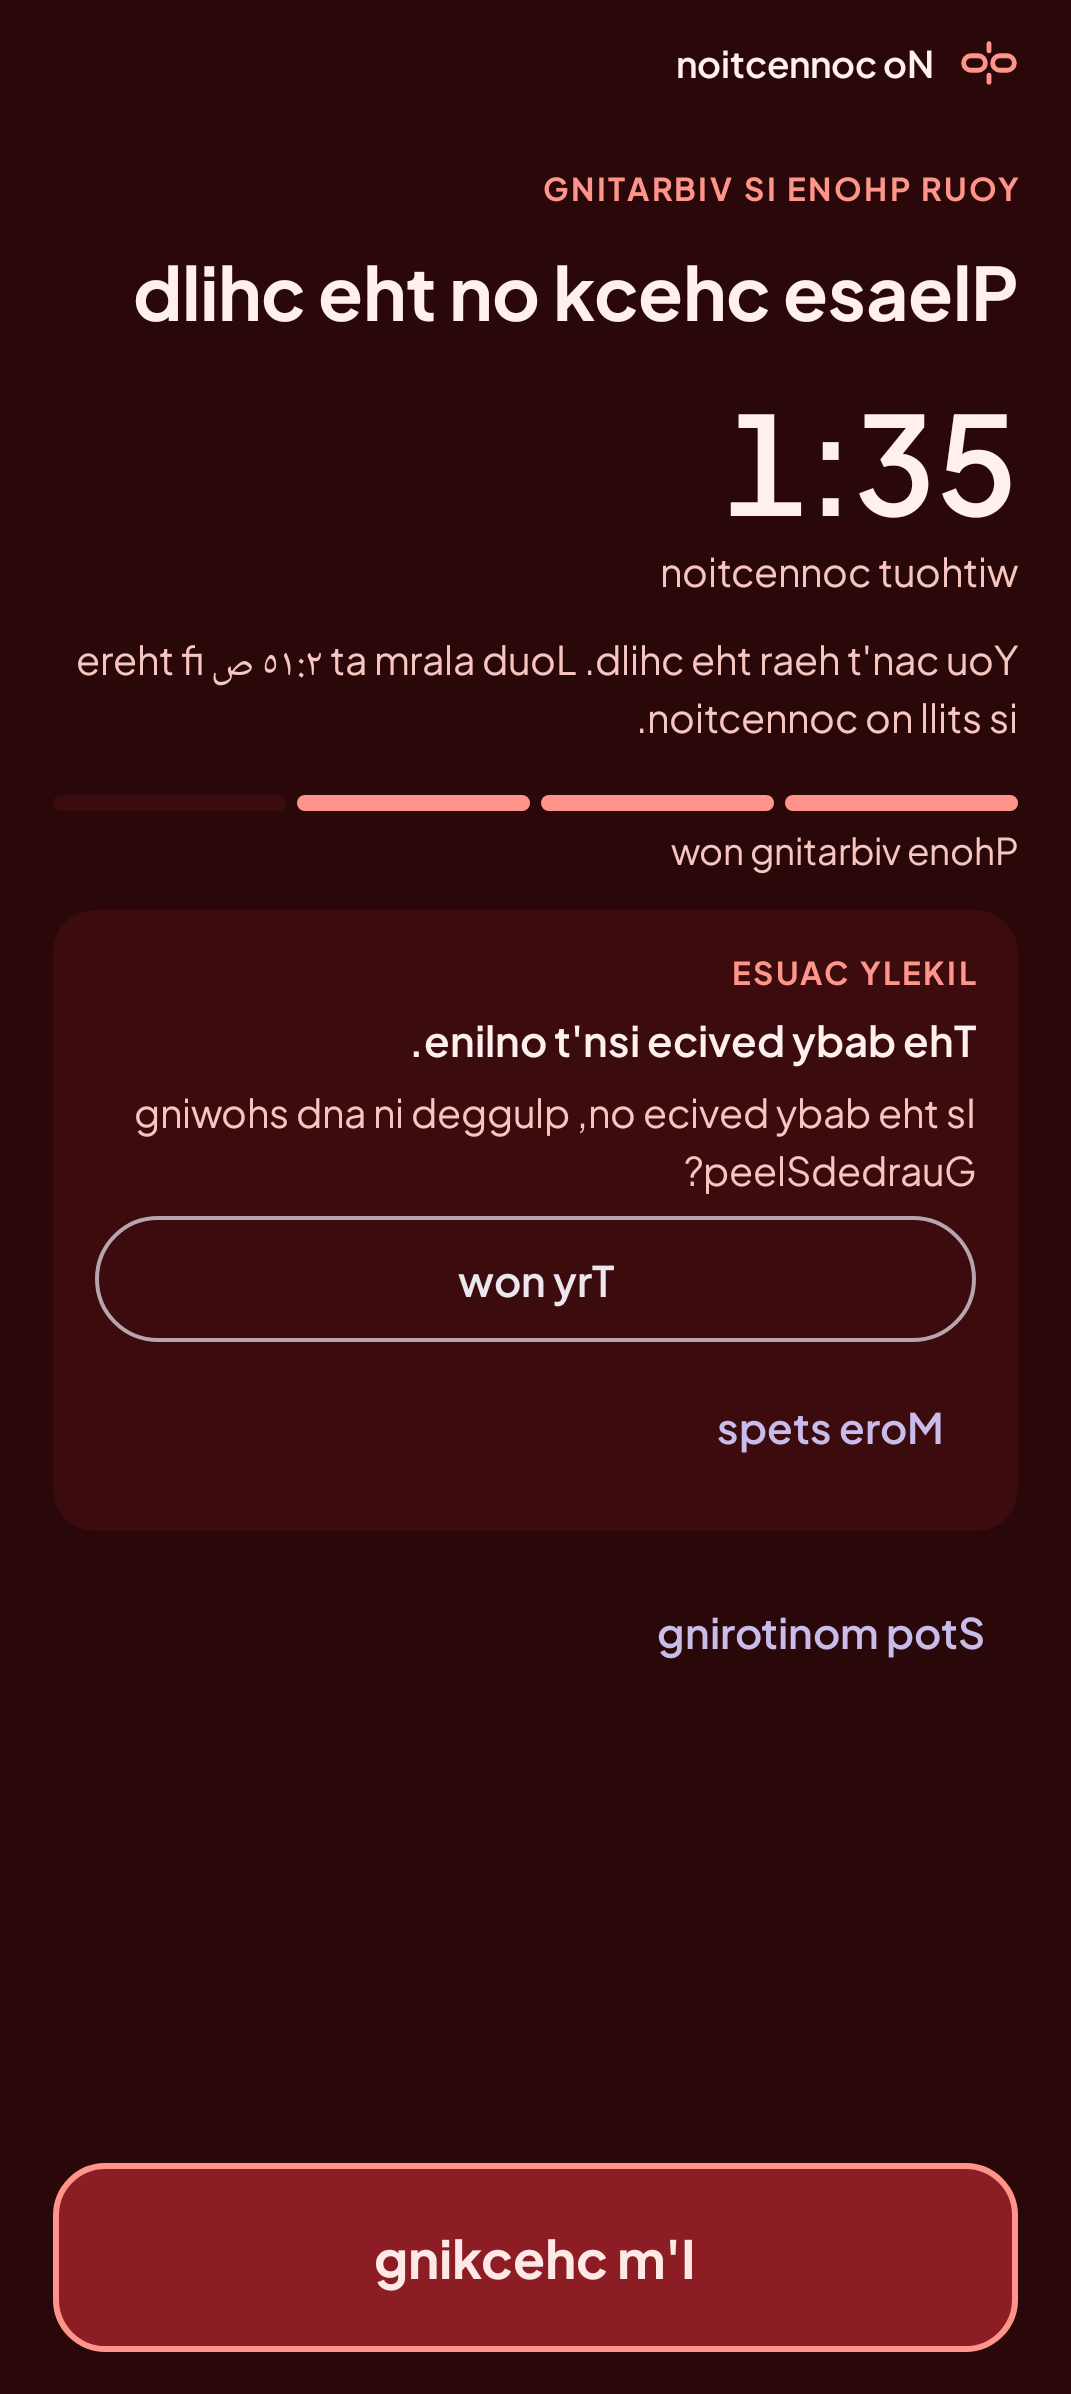 noitcennoc oN
GNITARBIV SI ENOHP RUOY
dlihc eht no kcehc esaelP
1:35
noitcennoc tuohtiw
ereht fi ص ٥١:٢ ta mrala duoL .dlihc eht raeh t'nac uoY
.noitcennoc on llits si
won gnitarbiv enohP
ESUAC YLEKIL
.enilno t'nsi ecived ybab ehT
gniwohs dna ni deggulp ,no ecived ybab eht sI
?peelSdedrauG
won yrT
spets eroM
gnirotinom potS
gnikcehc m'I